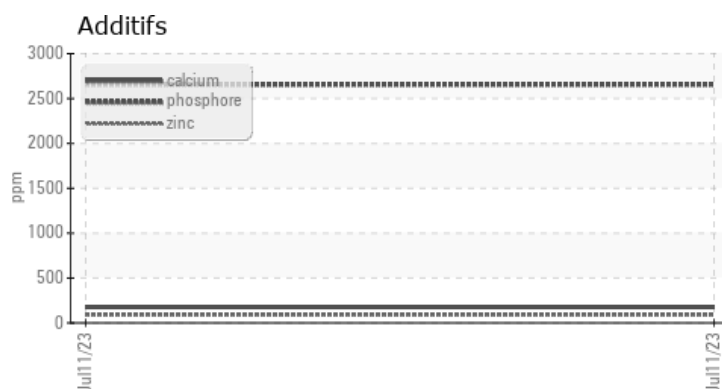 Additifs
3000
2500
2000
1500
1000
500
0
ppm
calcium
phosphore
zinc
Jul11/23
Jul11/23